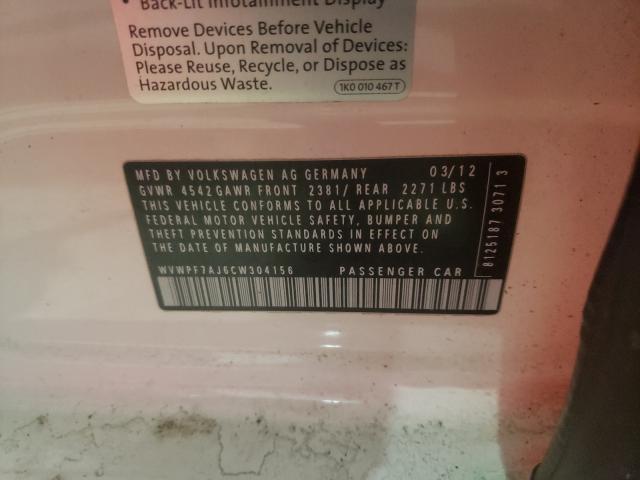 • Back-Lit Infotainment Display
Remove Devices Before Vehicle
Disposal. Upon Removal of Devices:
Please Reuse, Recycle, or Dispose as
Hazardous Waste.
1K0 010 467 T
MFD BY VOLKSWAGEN AG GERMANY 03/12
GVWR 4542 GAWR FRONT 2381/ REAR 2271 LBS
THIS VEHICLE CONFORMS TO ALL APPLICABLE U.S.
FEDERAL MOTOR VEHICLE SAFETY, BUMPER AND
THEFT PREVENTION STANDARDS IN EFFECT ON
THE DATE OF MANUFACTURE SHOWN ABOVE.
WVWPF7AJ6CW304156 PASSENGER CAR
8125187 3071 3